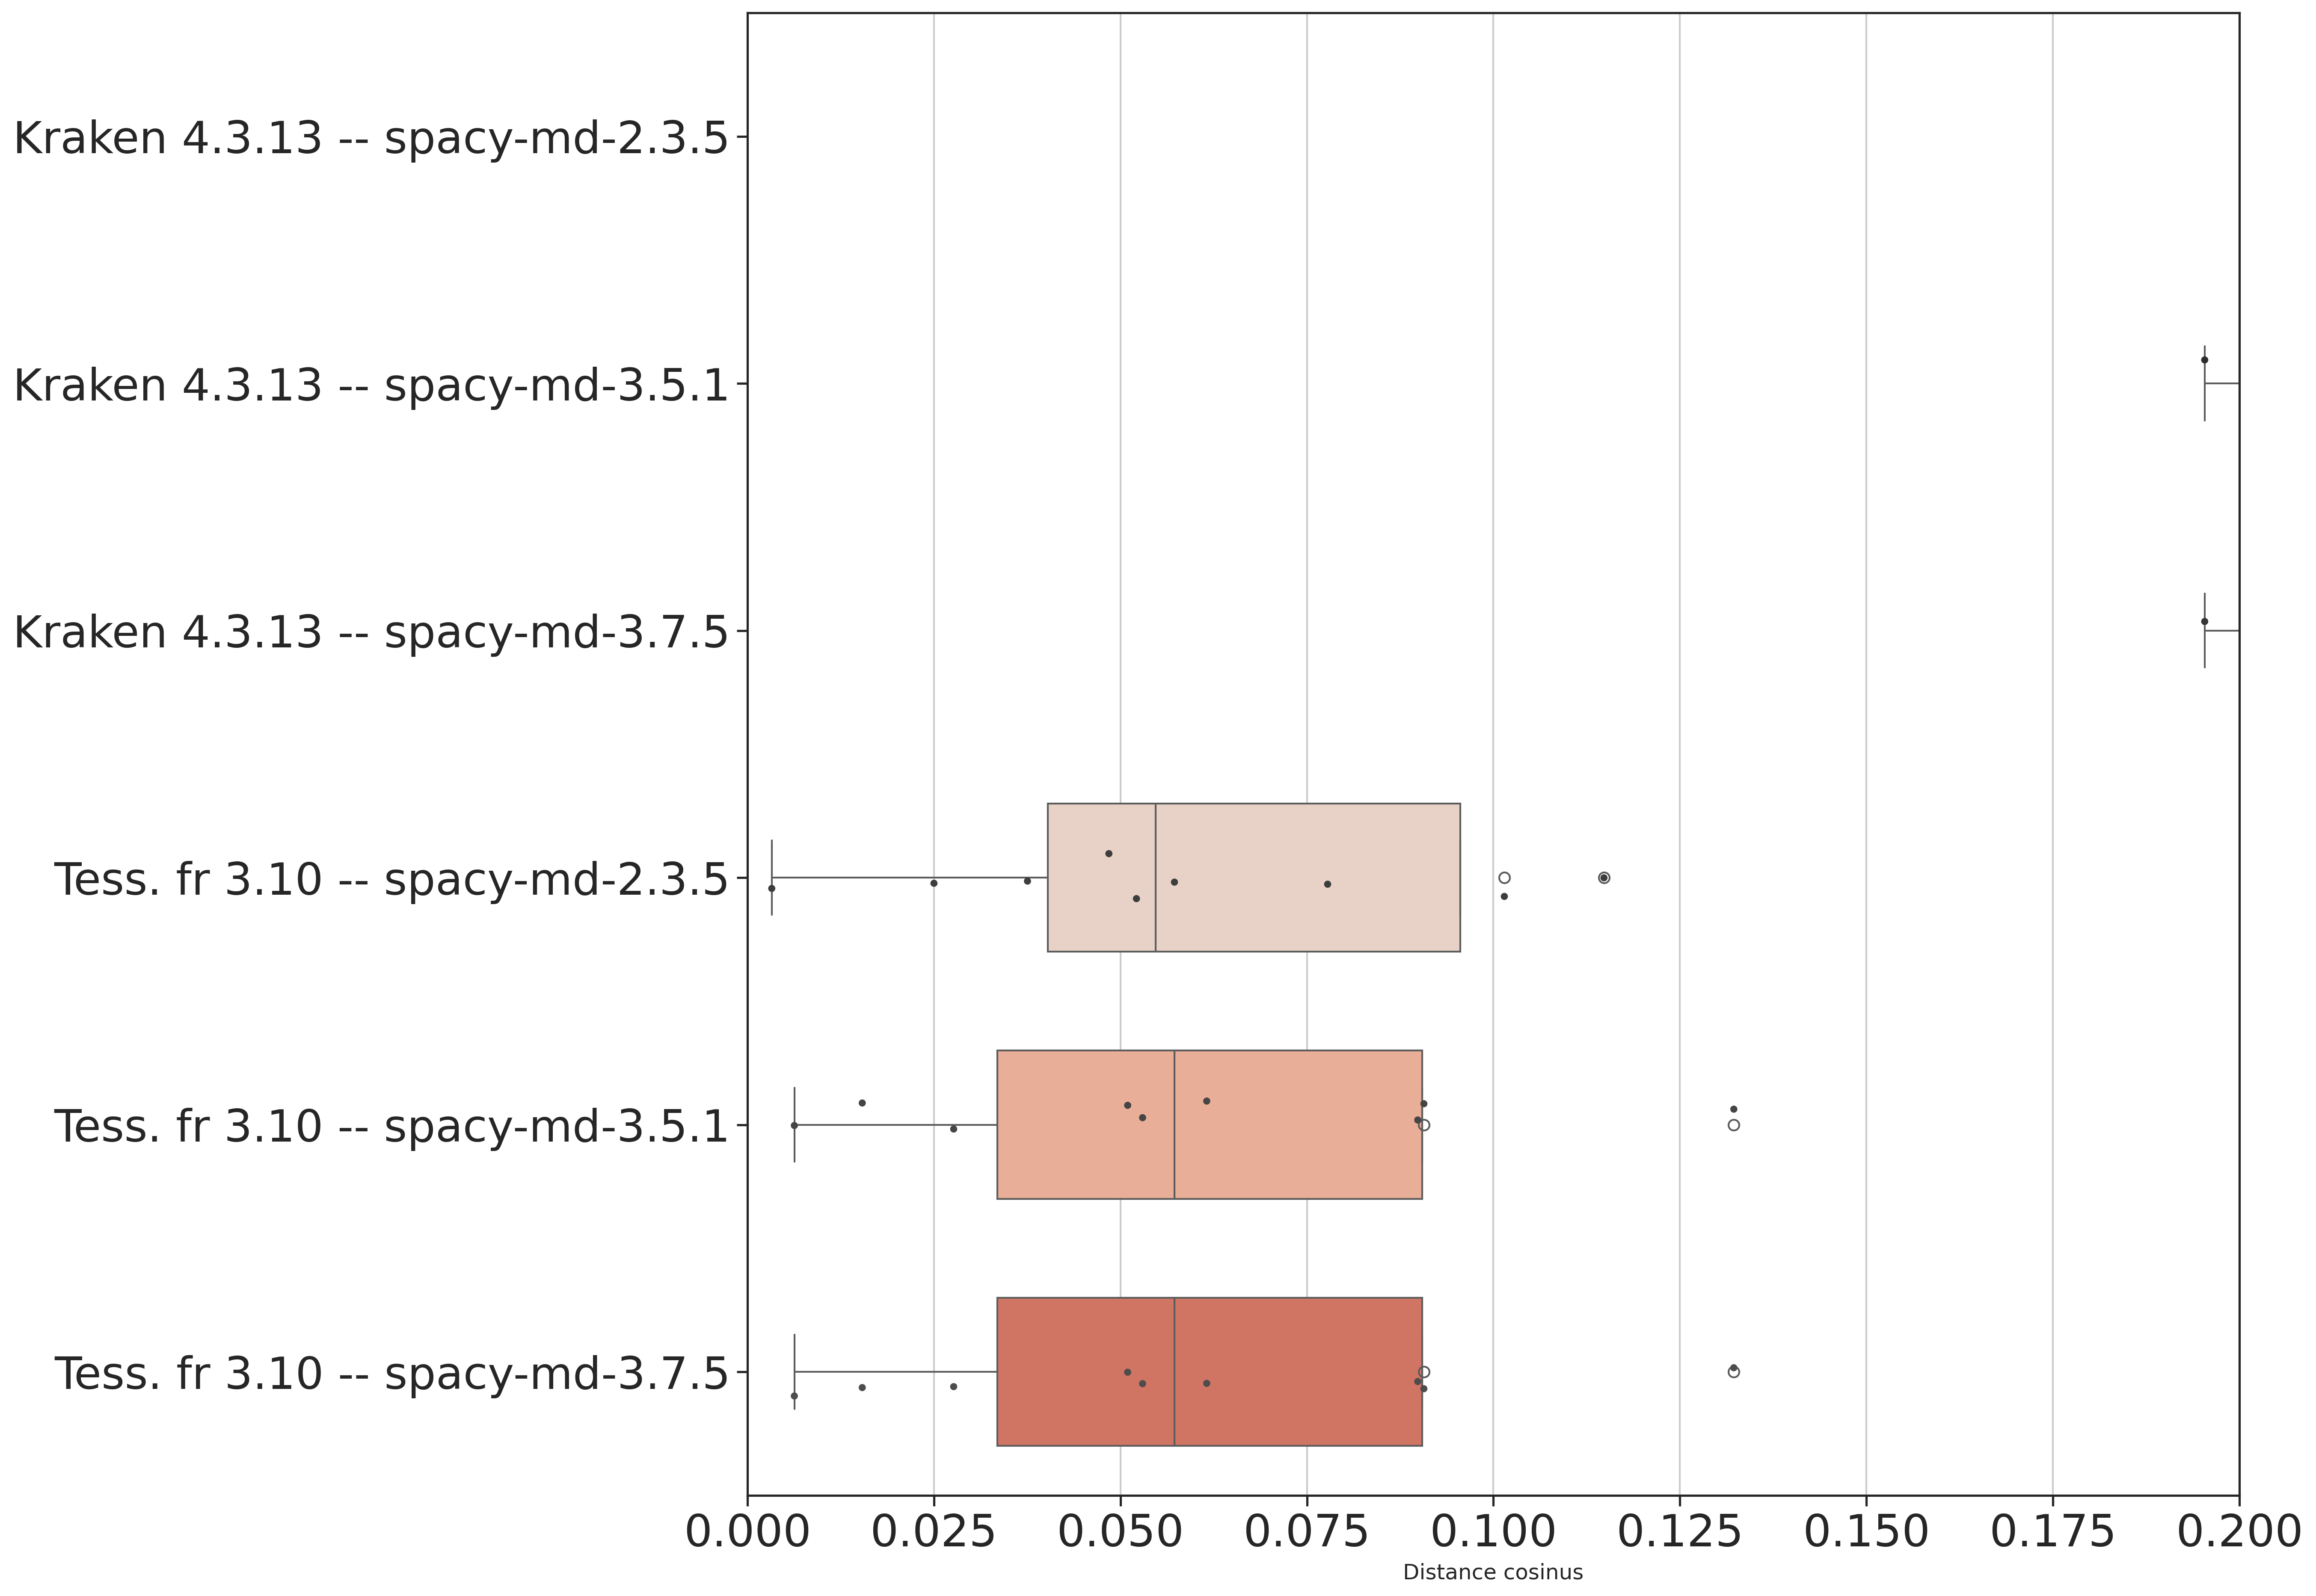 Kraken 4.3.13 -- spacy-md-2.3.5
Kraken 4.3.13 -- spacy-md-3.5.1
Kraken 4.3.13 -- spacy-md-3.7.5
Tess. fr 3.10 -- spacy-md-2.3.5
Tess. fr 3.10 -- spacy-md-3.5.1
Tess. fr 3.10 -- spacy-md-3.7.5
0.000 0.025 0.050 0.075 0.100 0.125 0.150 0.175 0.200
Distance cosinus